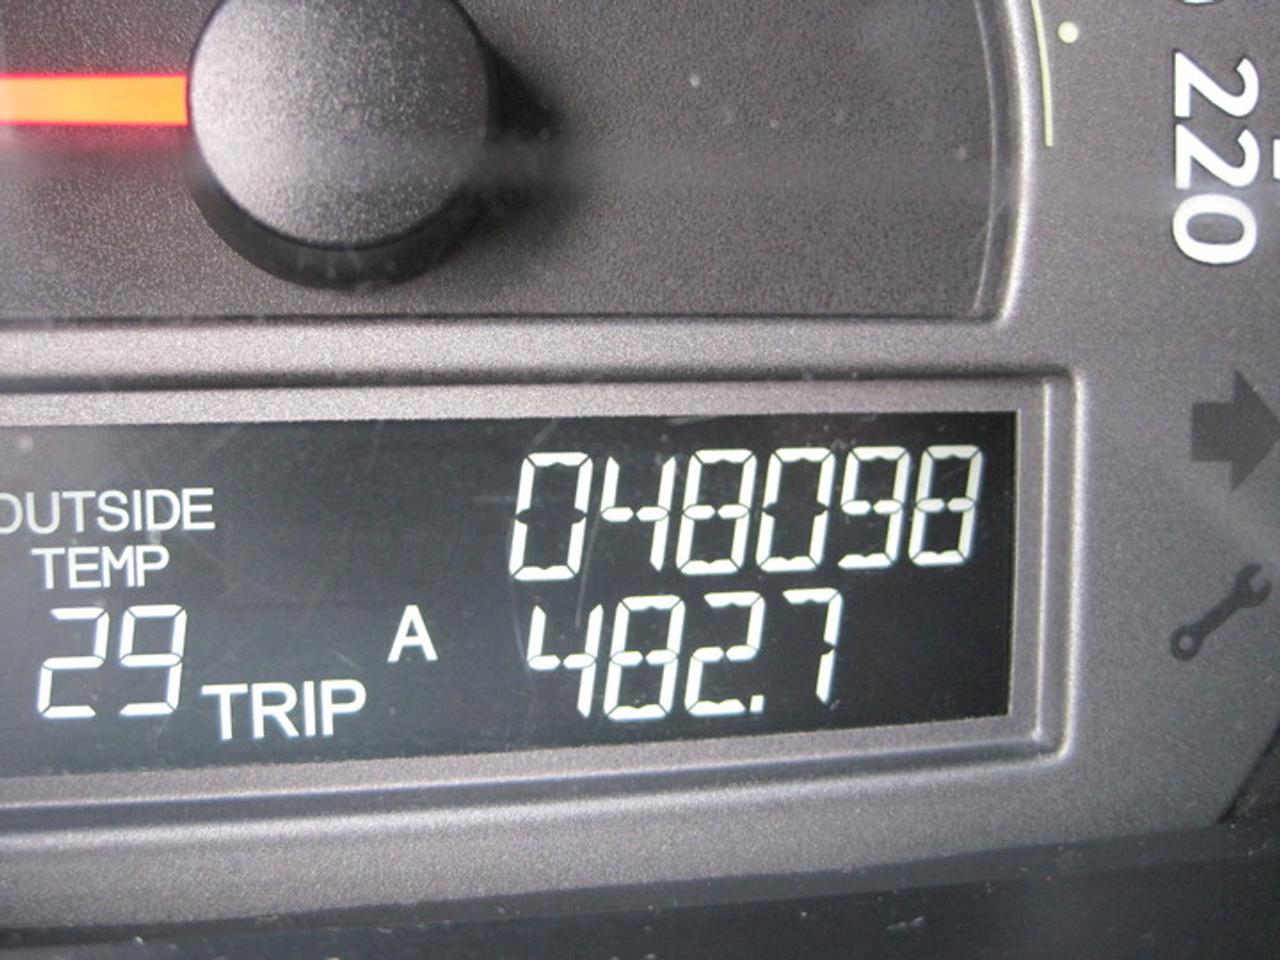 220
OUTSIDE
TEMP
29
TRIP A
048098
482.7